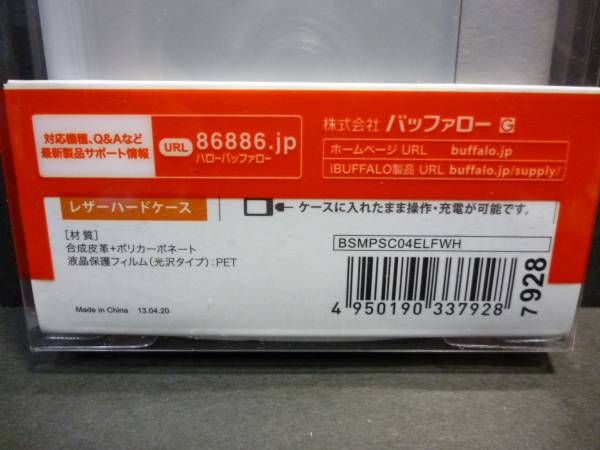 対応機種、Q&Aなど
最新製品サポート情報
URL 86886.jp
ハローバッファロー
株式会社 バッファロー G
ホームページ URL buffalo.jp
iBUFFALO製品 URL buffalo.jp/supply/
レザーハードケース
ケースに入れたまま操作・充電が可能です。
[材 質]
合成皮革+ポリカーボネート
液晶保護フィルム(光沢タイプ):PET
BSMPSC04ELFWH
4 950190 337928
7928
Made in China 13.04.20